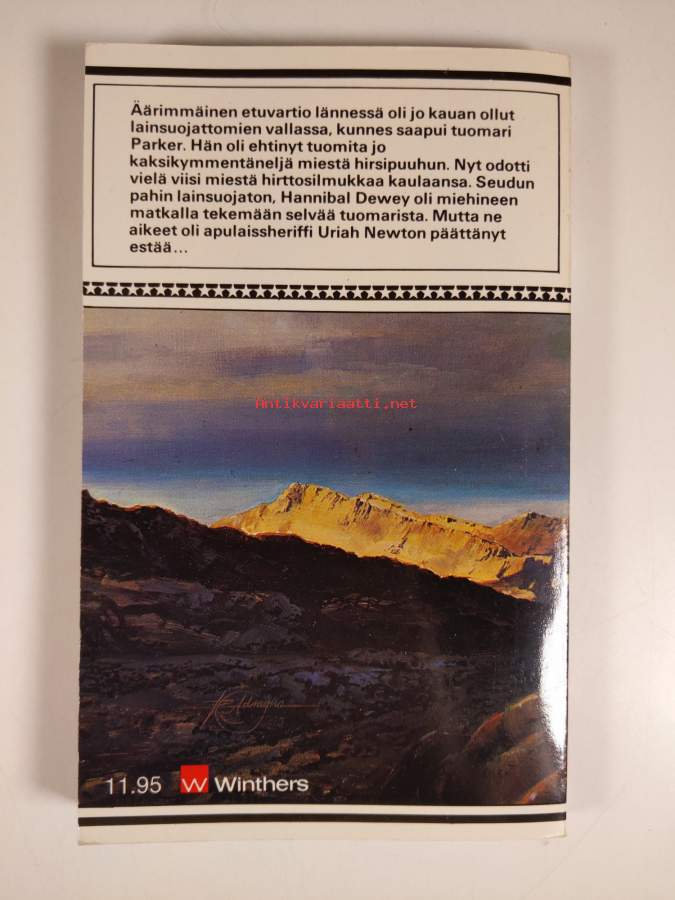 Äärimmäinen etuvartio lännessä oli jo kauan ollut
lainsuojattomien vallassa, kunnes saapui tuomari
Parker. Hän oli ehtinyt tuomita jo
kaksikymmentäneljä miestä hirsipuuhun. Nyt odotti
vielä viisi miestä hirttosilmukkaa kaulaansa. Seudun
pahin lainsuojaton, Hannibal Dewey oli miehineen
matkalla tekemään selvää tuomarista. Mutta ne
aikeet oli apulaissheriffi Uriah Newton päättänyt
estää...
Antikvariaatti.net
11.95 W Winthers